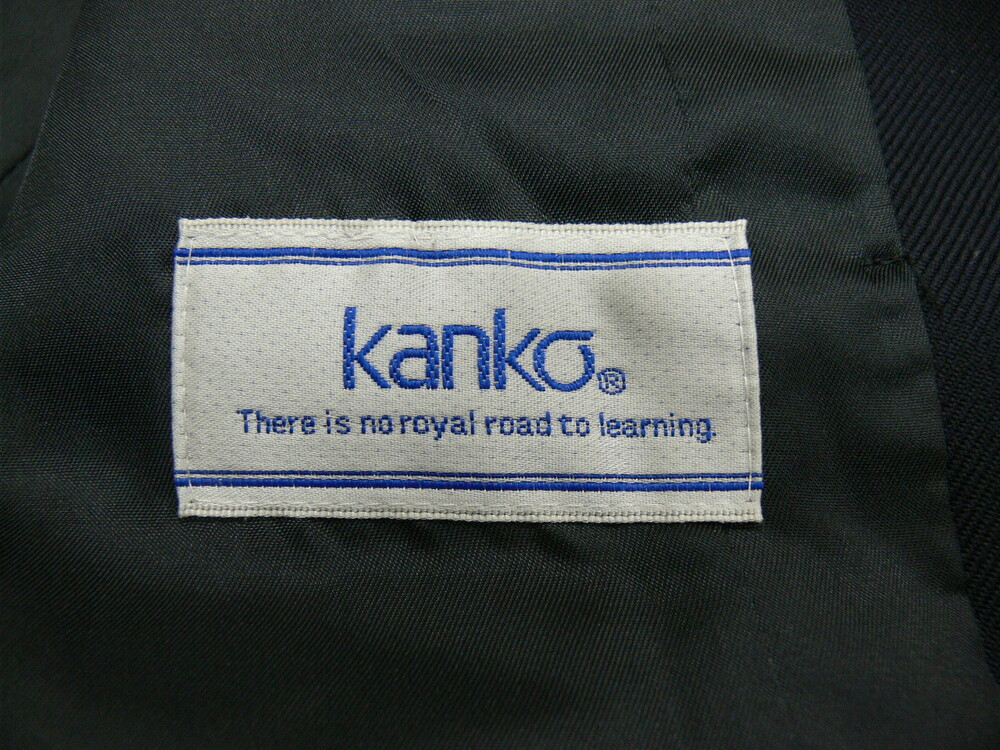 kanko®
There is no royal road to learning.